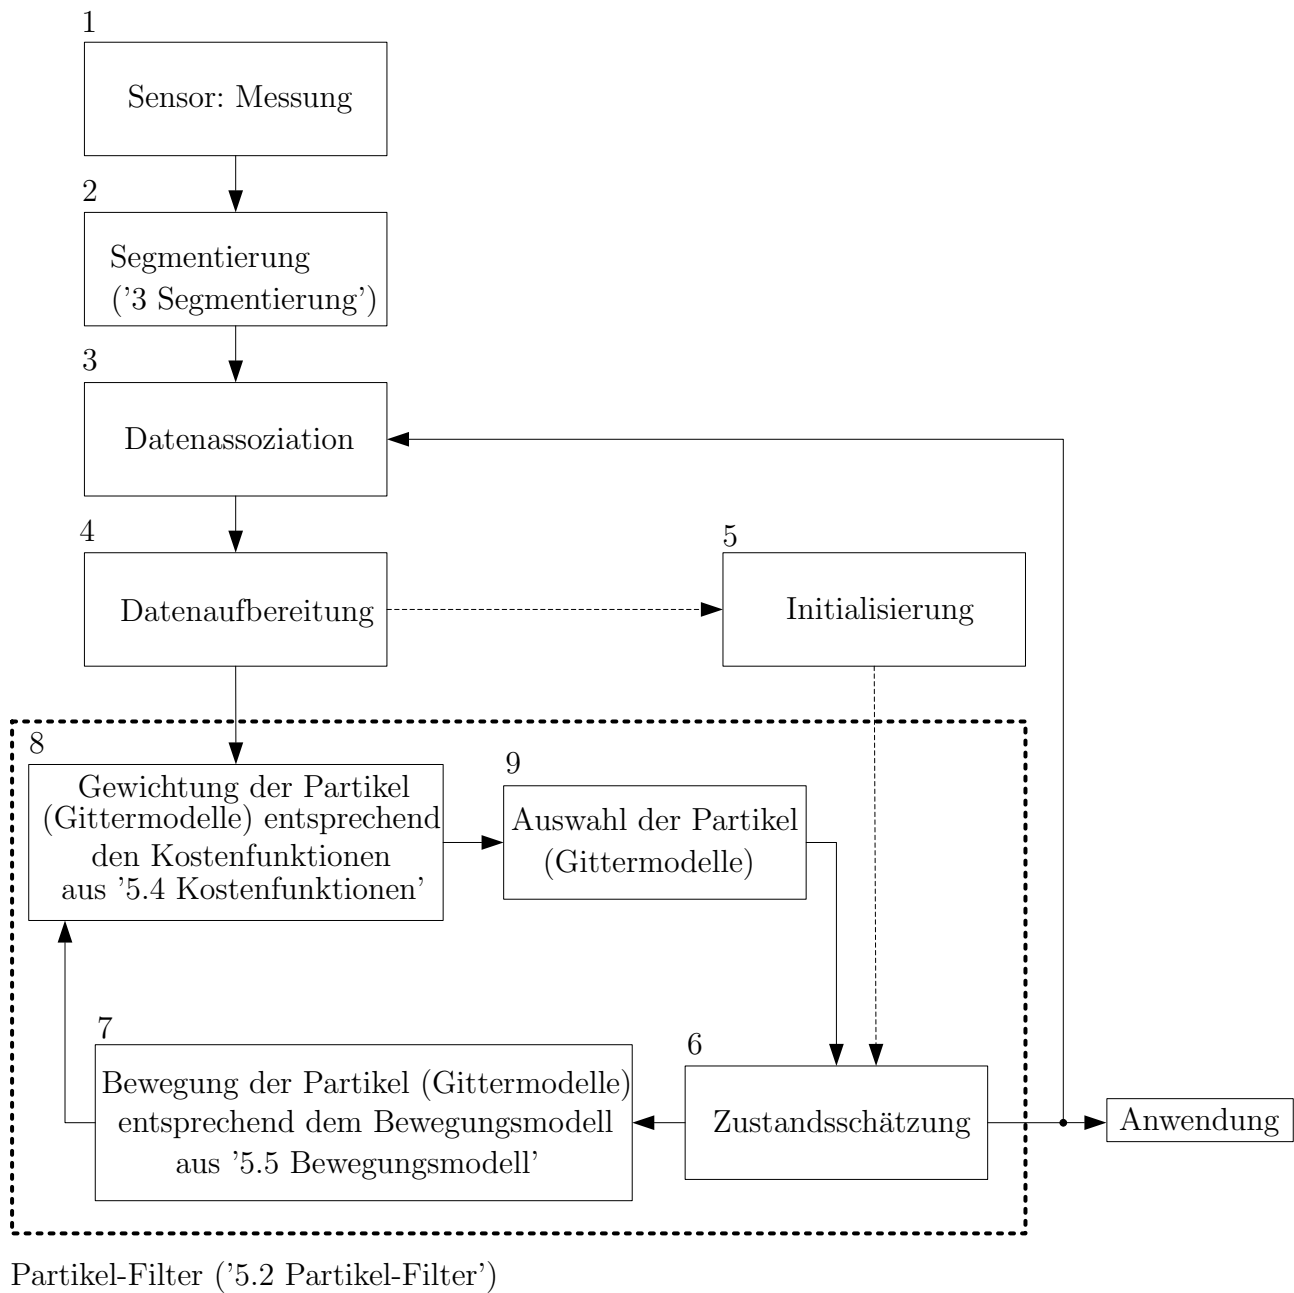 1
Sensor: Messung
2
Segmentierung
('3 Segmentierung')
3
Datenassoziation
4
Datenaufbereitung
5
Initialisierung
8
Gewichtung der Partikel
(Gittermodelle) entsprechend
den Kostenfunktionen
aus '5.4 Kostenfunktionen'
9
Auswahl der Partikel
(Gittermodelle)
7
Bewegung der Partikel (Gittermodelle)
entsprechend dem Bewegungsmodell
aus '5.5 Bewegungsmodell'
6
Zustandsschätzung
Anwendung
Partikel-Filter ('5.2 Partikel-Filter')